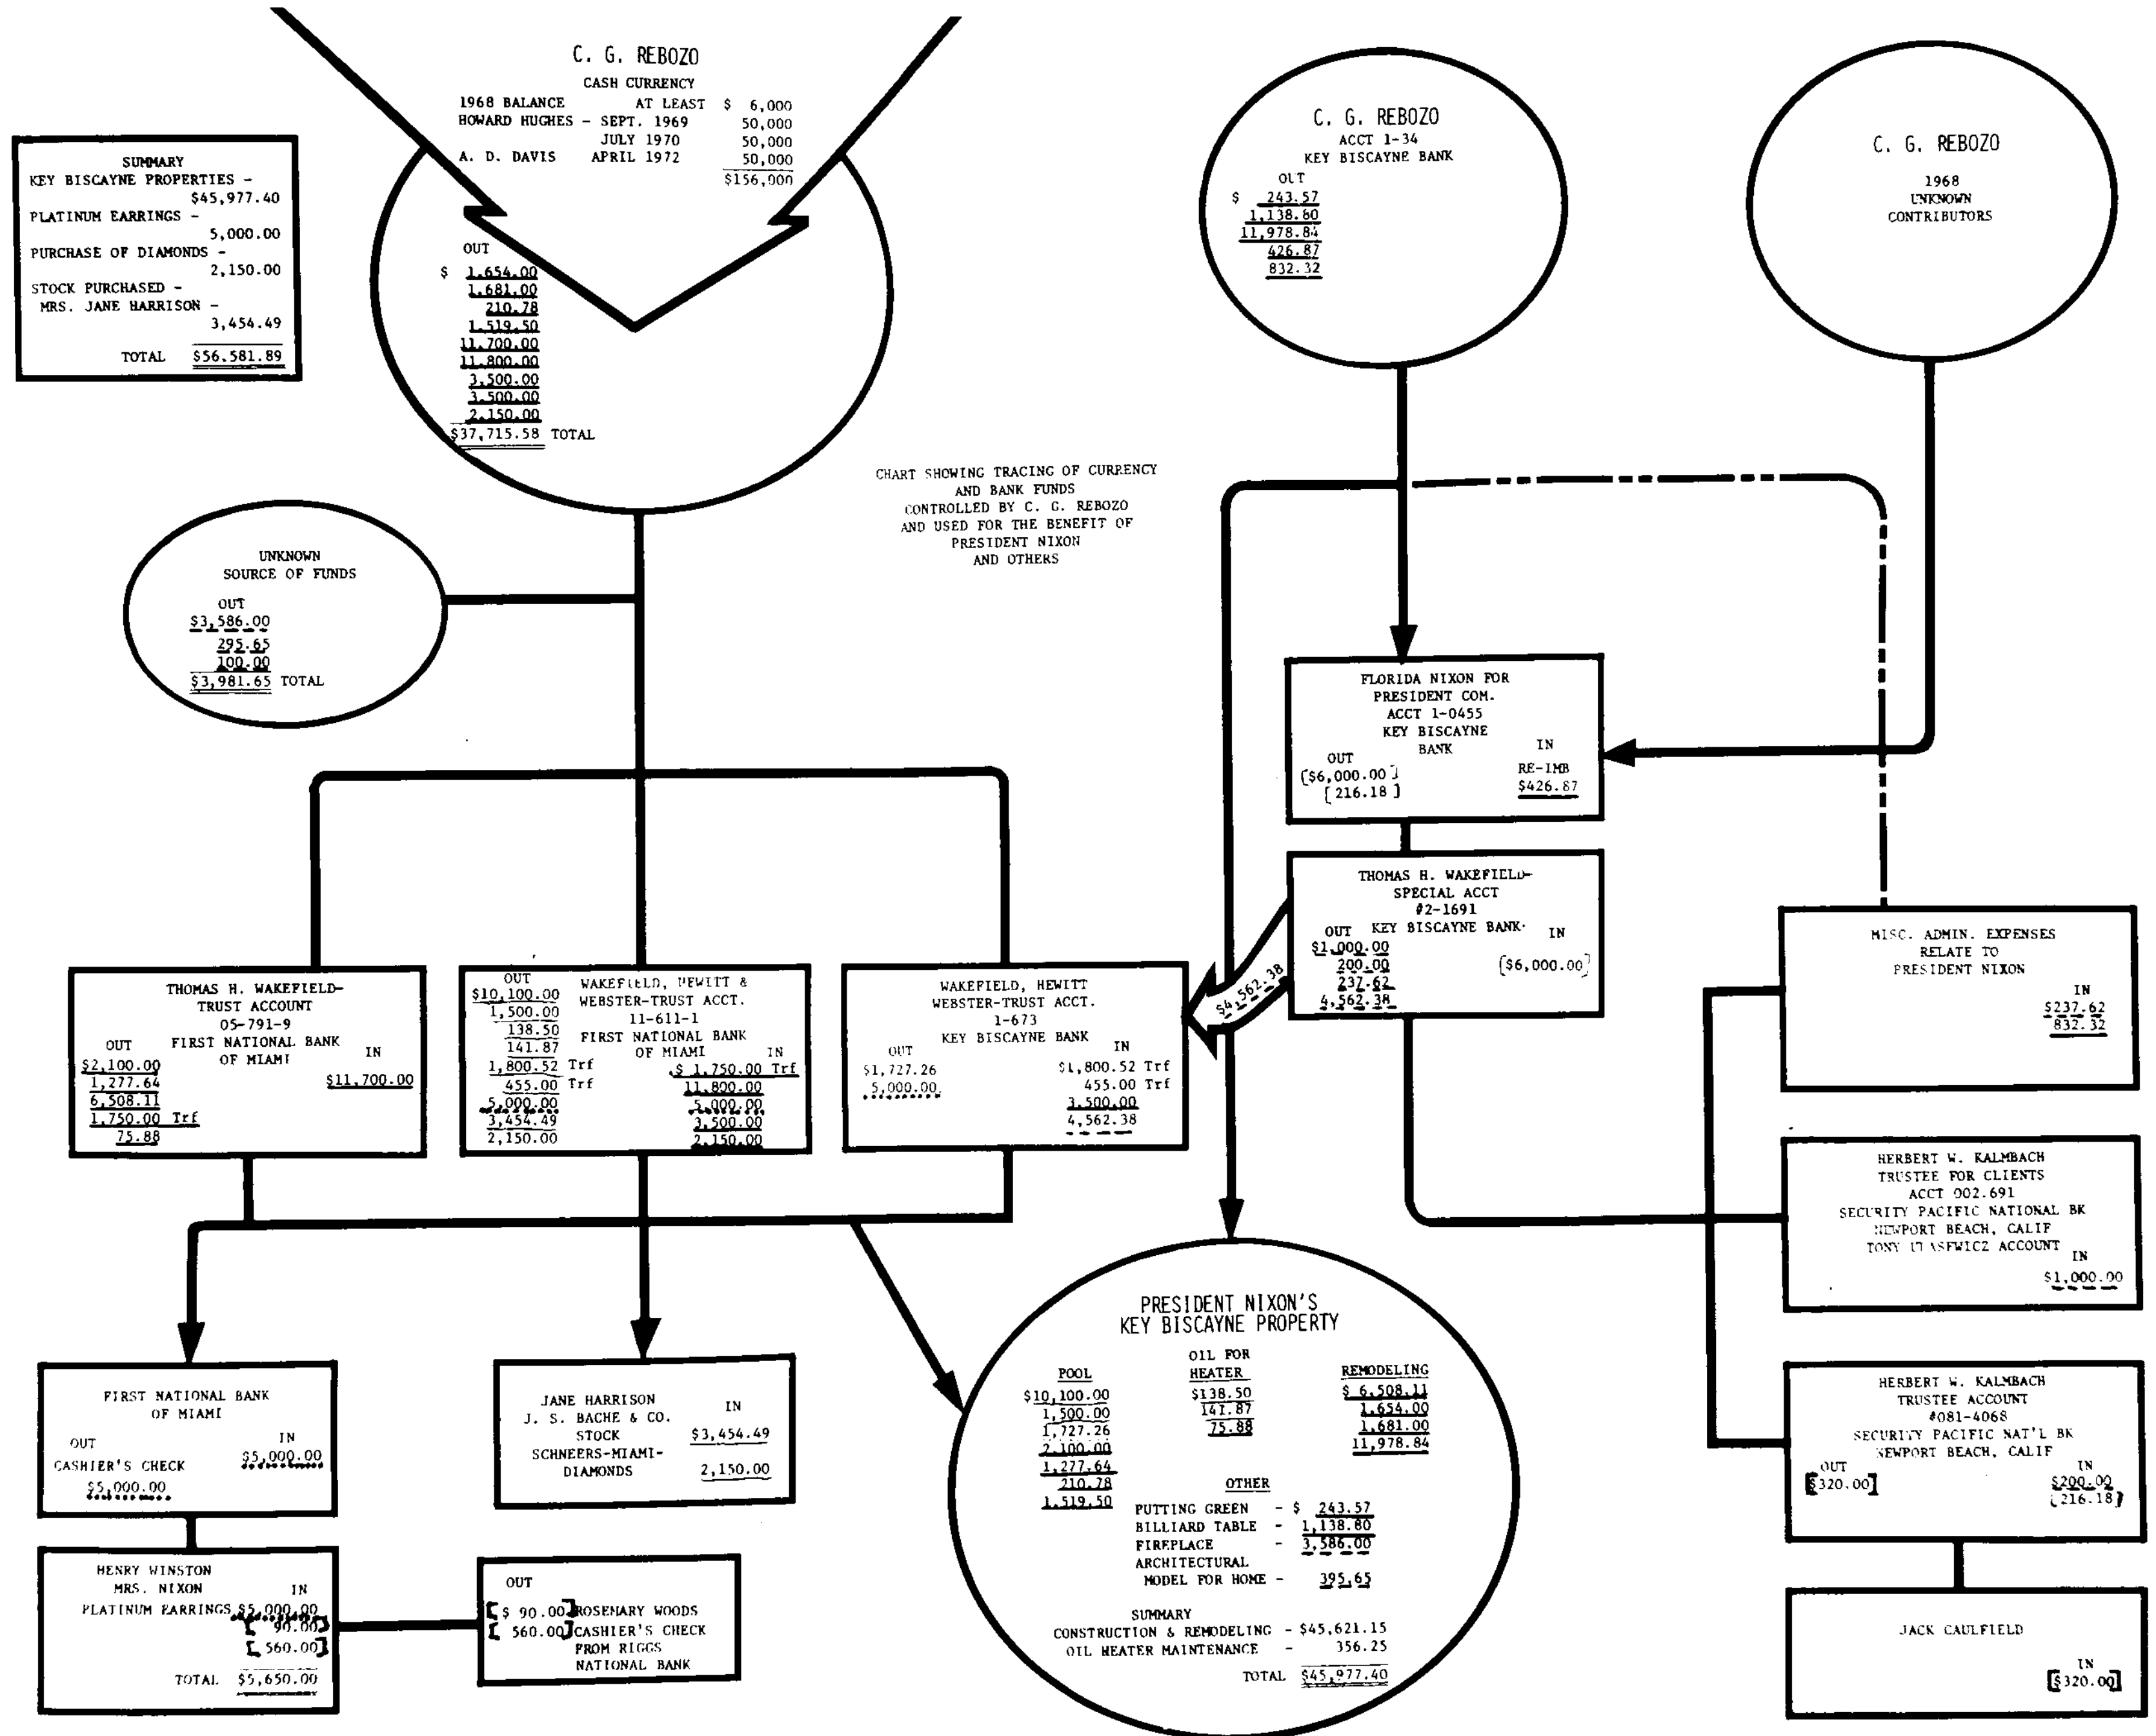 C. G. REBOZO
CASH CURRENCY
1968 BALANCE AT LEAST $ 6,000
HOWARD HUGHES - SEPT. 1969 50,000
JULY 1970 50,000
A. D. DAVIS APRIL 1972 50,000
$156,000
OUT
$ 1,654.00
1,681.00
210.78
1,519.50
11,700.00
11,800.00
3,500.00
3,500.00
2,150.00
$37,715.58 TOTAL
C. G. REBOZO
ACCT 1-34
KEY BISCAYNE BANK
OUT
$ 243.57
1,138.80
11,978.84
426.87
832.32
C. G. REBOZO
1968
UNKNOWN
CONTRIBUTORS
SUMMARY
KEY BISCAYNE PROPERTIES -
$45,977.40
PLATINUM EARRINGS -
5,000.00
PURCHASE OF DIAMONDS -
2,150.00
STOCK PURCHASED -
MRS. JANE HARRISON -
3,454.49
TOTAL $56,581.89
CHART SHOWING TRACING OF CURRENCY
AND BANK FUNDS
CONTROLLED BY C. G. REBOZO
AND USED FOR THE BENEFIT OF
PRESIDENT NIXON
AND OTHERS
UNKNOWN
SOURCE OF FUNDS
OUT
$3,586.00
295.65
100.00
$3,981.65 TOTAL
FLORIDA NIXON FOR
PRESIDENT COM.
ACCT 1-0455
KEY BISCAYNE
BANK
OUT IN
[$6,000.00] RE-IMB
[216.18] $426.87
THOMAS H. WAKEFIELD-
SPECIAL ACCT
#2-1691
KEY BISCAYNE BANK
OUT IN
$1,000.00
200.00 [$6,000.00]
237.62
4,562.38
$4,562.38
THOMAS H. WAKEFIELD-
TRUST ACCOUNT
05-791-9
FIRST NATIONAL BANK
OF MIAMI
OUT IN
$2,100.00 $11,700.00
1,277.64
6,508.11
1,750.00 Trf
75.88
WAKEFIELD, HEWITT &
WEBSTER-TRUST ACCT.
11-611-1
FIRST NATIONAL BANK
OF MIAMI
OUT
$10,100.00
1,500.00
138.50
141.87
1,800.52 Trf
455.00 Trf
5,000.00
3,454.49
2,150.00
IN
$ 1,750.00 Trf
11,800.00
5,000.00
3,500.00
2,150.00
WAKEFIELD, HEWITT
WEBSTER-TRUST ACCT.
1-673
KEY BISCAYNE BANK
OUT
$1,727.26
5,000.00
IN
$1,800.52 Trf
455.00 Trf
3,500.00
4,562.38
MISC. ADMIN. EXPENSES
RELATE TO
PRESIDENT NIXON
IN
$237.62
832.32
HERBERT W. KALMBACH
TRUSTEE FOR CLIENTS
ACCT 002.691
SECURITY PACIFIC NATIONAL BK
NEWPORT BEACH, CALIF
TONY ACCOUNT
IN
$1,000.00
HERBERT W. KALMBACH
TRUSTEE ACCOUNT
#081-4068
SECURITY PACIFIC NAT'L BK
NEWPORT BEACH, CALIF
OUT IN
[$320.00] $200.00
[216.18]
JACK CAULFIELD
IN
[$320.00]
FIRST NATIONAL BANK
OF MIAMI
OUT IN
CASHIER'S CHECK $5,000.00
$5,000.00
JANE HARRISON
J. S. BACHE & CO. IN
STOCK $3,454.49
SCHNEERS-MIAMI-
DIAMONDS 2,150.00
HENRY WINSTON
MRS. NIXON IN
PLATINUM EARRINGS $5,000.00
[ 90.00]
[ 560.00]
TOTAL $5,650.00
OUT
[$ 90.00] ROSEMARY WOODS
[ 560.00] CASHIER'S CHECK
FROM RIGGS
NATIONAL BANK
PRESIDENT NIXON'S
KEY BISCAYNE PROPERTY
POOL
$10,100.00
1,500.00
1,727.26
2,100.00
1,277.64
210.78
1,519.50
OIL FOR
HEATER
$138.50
141.87
75.88
REMODELING
$ 6,508.11
1,654.00
1,681.00
11,978.84
OTHER
PUTTING GREEN - $ 243.57
BILLIARD TABLE - 1,138.80
FIREPLACE - 3,586.00
ARCHITECTURAL
MODEL FOR HOME - 395.65
SUMMARY
CONSTRUCTION & REMODELING - $45,621.15
OIL HEATER MAINTENANCE - 356.25
TOTAL $45,977.40